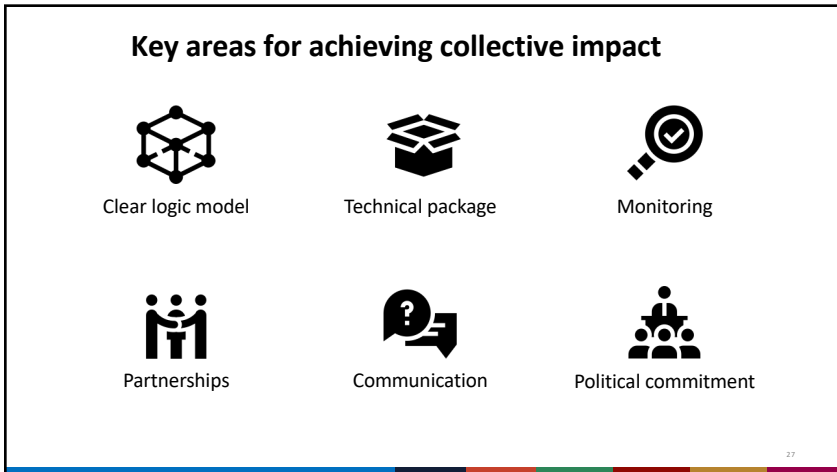 Key areas for achieving collective impact
Clear logic model
Technical package
Monitoring
?
Partnerships
Communication
Political commitment
27